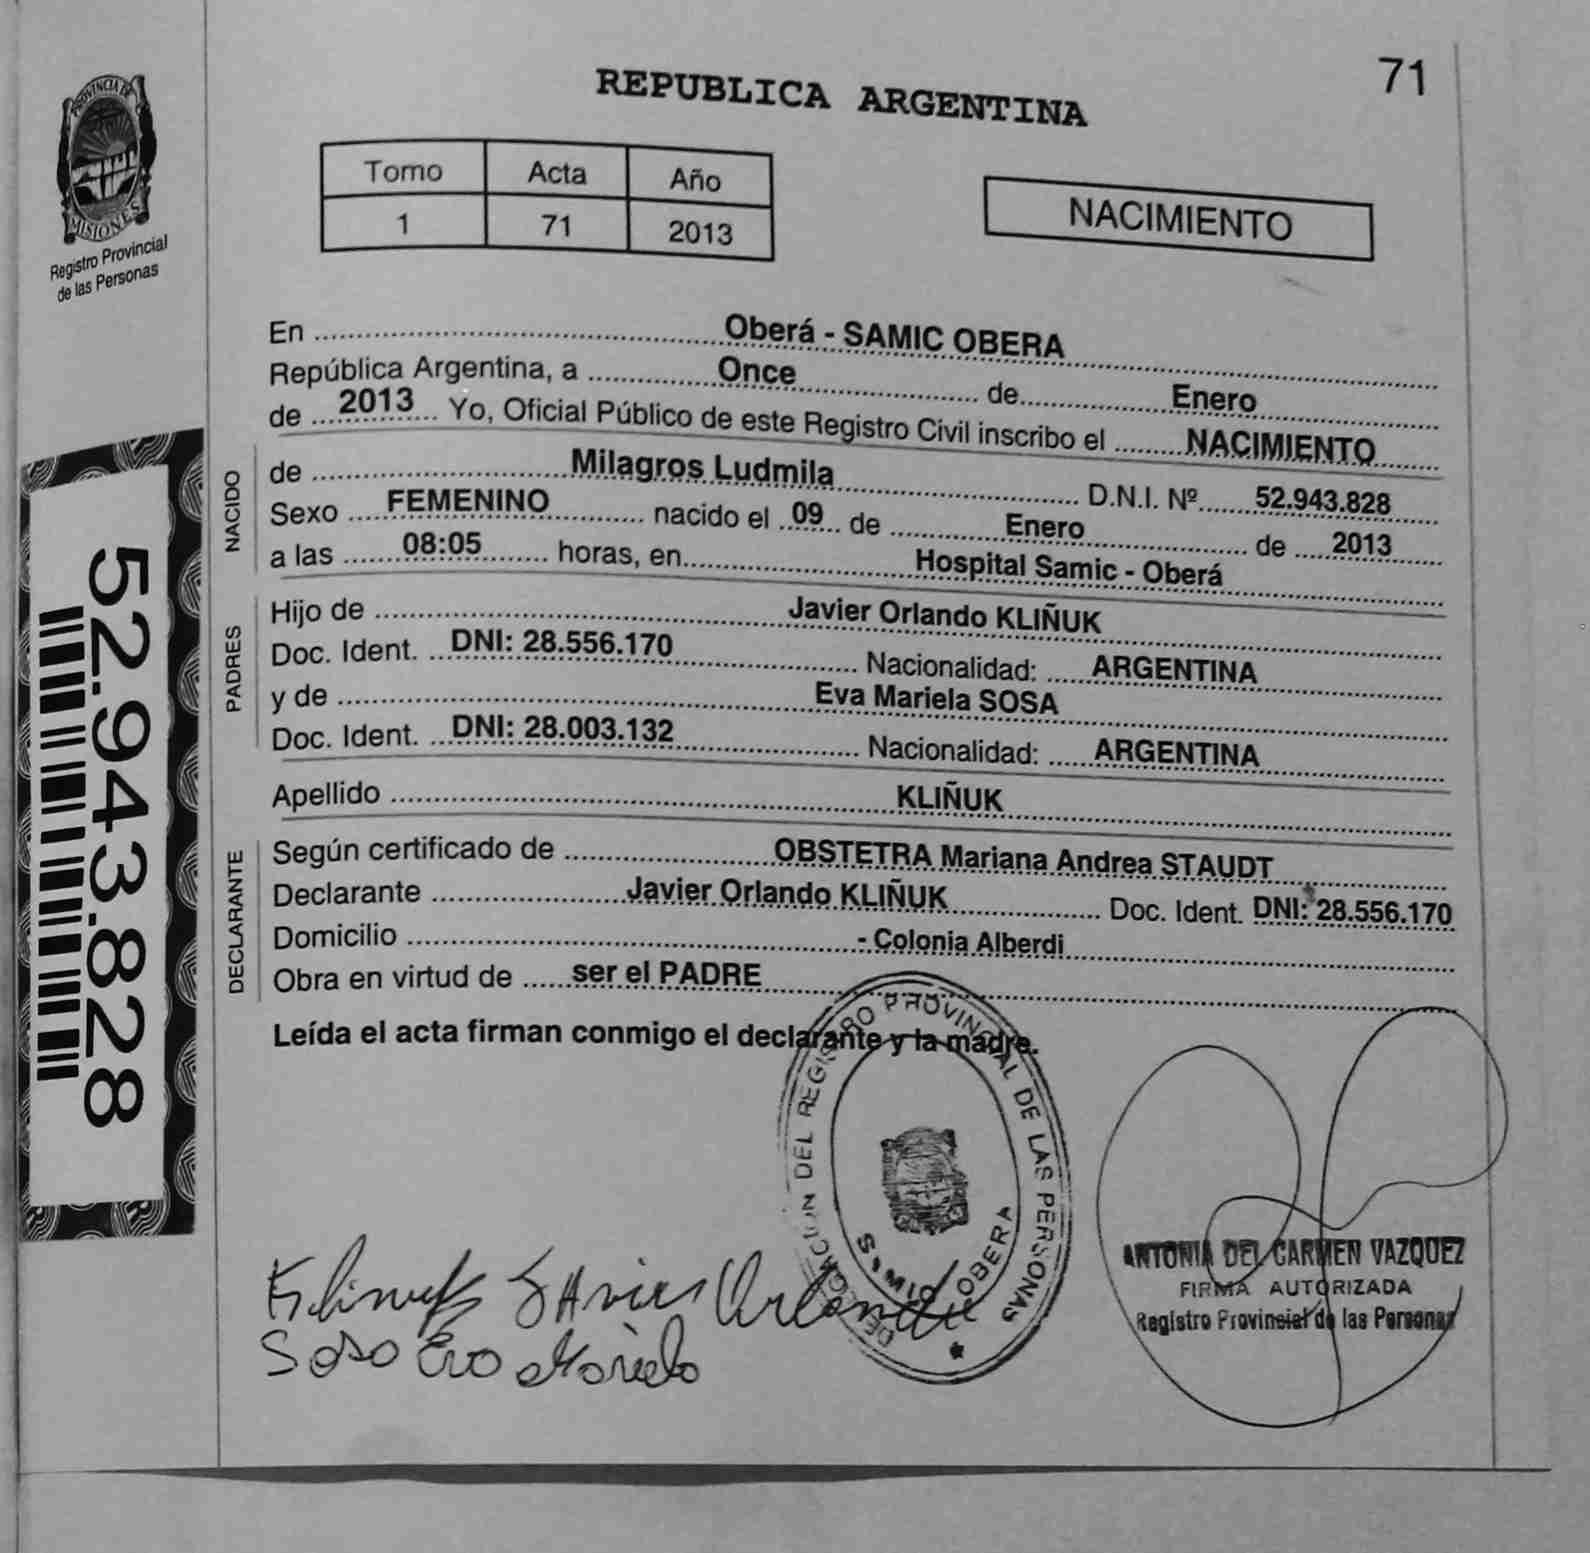 71
REPUBLICA ARGENTINA
PROVINCIA DE
MISIONES
Registro Provincial
de las Personas
Tomo Acta Año
1 71 2013
NACIMIENTO
En Oberá - SAMIC OBERA
República Argentina, a Once de Enero
de 2013 Yo, Oficial Público de este Registro Civil inscribo el NACIMIENTO
NACIDO
de Milagros Ludmila D.N.I. Nº 52.943.828
Sexo FEMENINO nacido el 09 de Enero de 2013
a las 08:05 horas, en Hospital Samic - Oberá
PADRES
Hijo de Javier Orlando KLIÑUK
Doc. Ident. DNI: 28.556.170 Nacionalidad: ARGENTINA
y de Eva Mariela SOSA
Doc. Ident. DNI: 28.003.132 Nacionalidad: ARGENTINA
Apellido KLIÑUK
DECLARANTE
Según certificado de OBSTETRA Mariana Andrea STAUDT
Declarante Javier Orlando KLIÑUK Doc. Ident. DNI: 28.556.170
Domicilio - Colonia Alberdi
Obra en virtud de ser el PADRE
Leída el acta firman conmigo el declarante y la madre.
52.943.828
DELEGACION DEL REGISTRO PROVINCIAL DE LAS PERSONAS
SAMIC OBERA
ANTONIA DEL CARMEN VAZQUEZ
FIRMA AUTORIZADA
Registro Provincial de las Personas
Kliñuk Javier Orlando
Sosa Eva Mariela